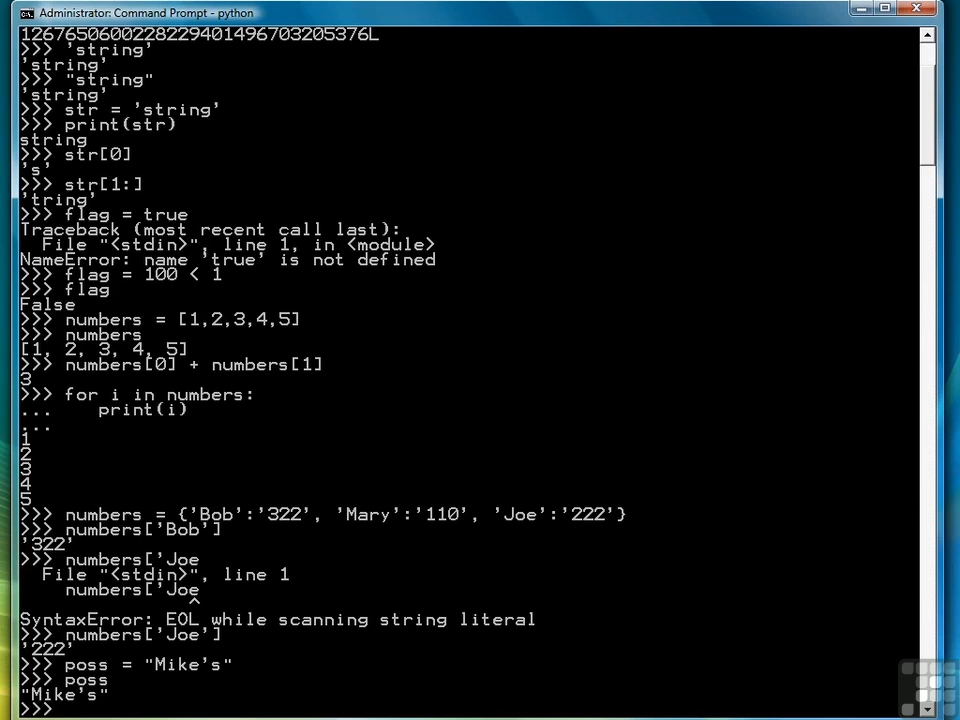 Administrator: Command Prompt - python
1267650600228229401496703205376L
>>> 'string'
'string'
>>> "string"
'string'
>>> str = 'string'
>>> print(str)
string
>>> str[0]
's'
>>> str[1:]
'tring'
>>> flag = true
Traceback (most recent call last):
  File "<stdin>", line 1, in <module>
NameError: name 'true' is not defined
>>> flag = 100 < 1
>>> flag
False
>>> numbers = [1,2,3,4,5]
>>> numbers
[1, 2, 3, 4, 5]
>>> numbers[0] + numbers[1]
3
>>> for i in numbers:
...    print(i)
...
1
2
3
4
5
>>> numbers = {'Bob':'322', 'Mary':'110', 'Joe':'222'}
>>> numbers['Bob']
'322'
>>> numbers['Joe
  File "<stdin>", line 1
    numbers['Joe
               ^
SyntaxError: EOL while scanning string literal
>>> numbers['Joe']
'222'
>>> poss = "Mike's"
>>> poss
"Mike's"
>>>